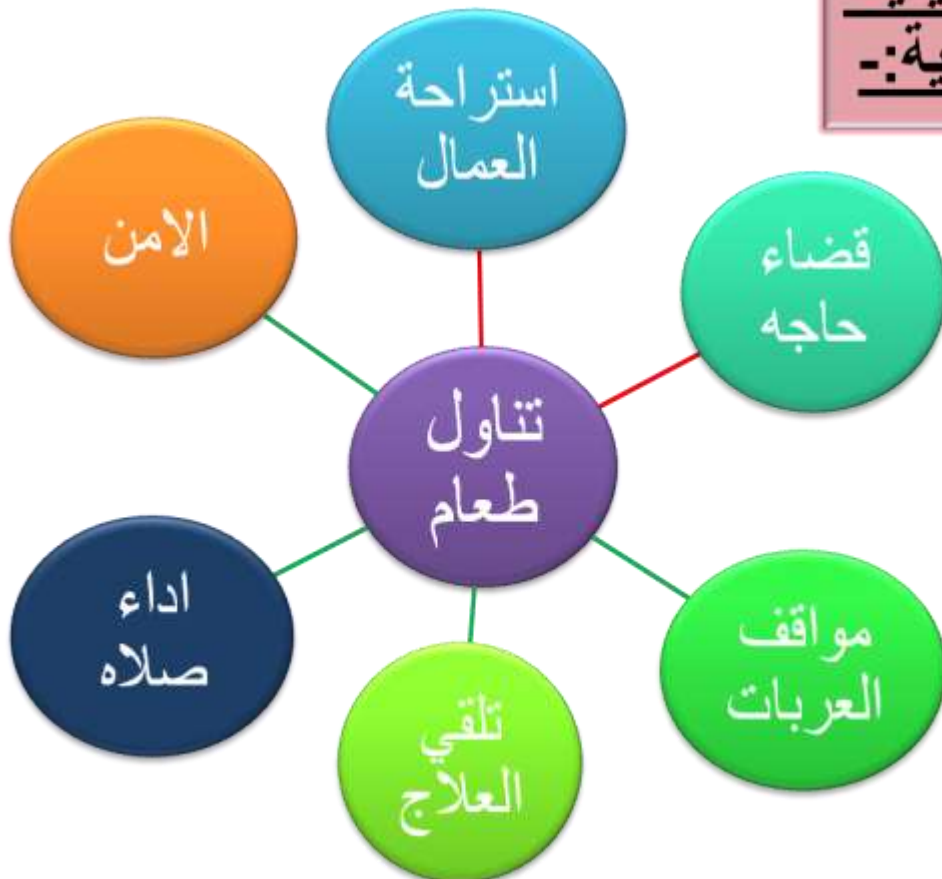 استراحة
العمال
الامن
قضاء
حاجه
تناول
طعام
اداء
صلاه
مواقف
العربات
تلقي
العلاج